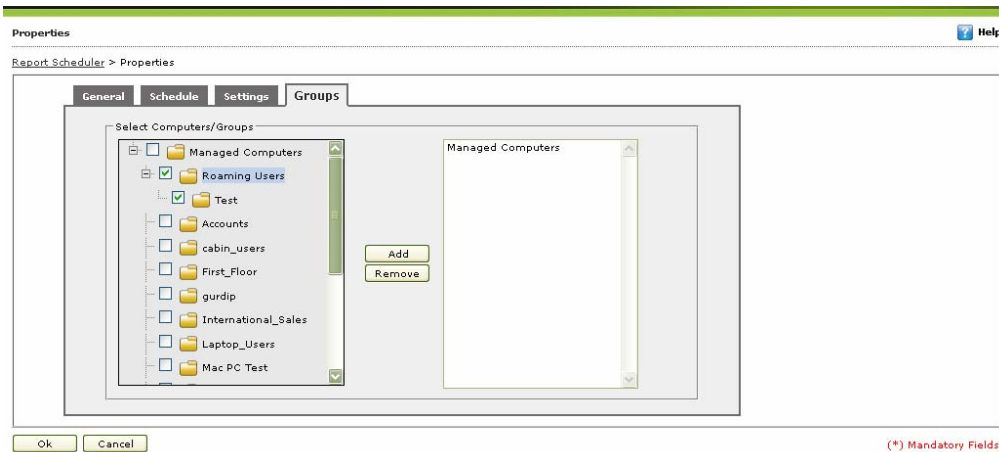 Properties
Help
Report Scheduler > Properties
General Schedule Settings Groups
Select Computers/Groups
Managed Computers
Roaming Users
Test
Accounts
cabin_users
First_Floor
gurdip
International_Sales
Laptop_Users
Mac PC Test
Add
Remove
Managed Computers
Ok Cancel
(*) Mandatory Fields